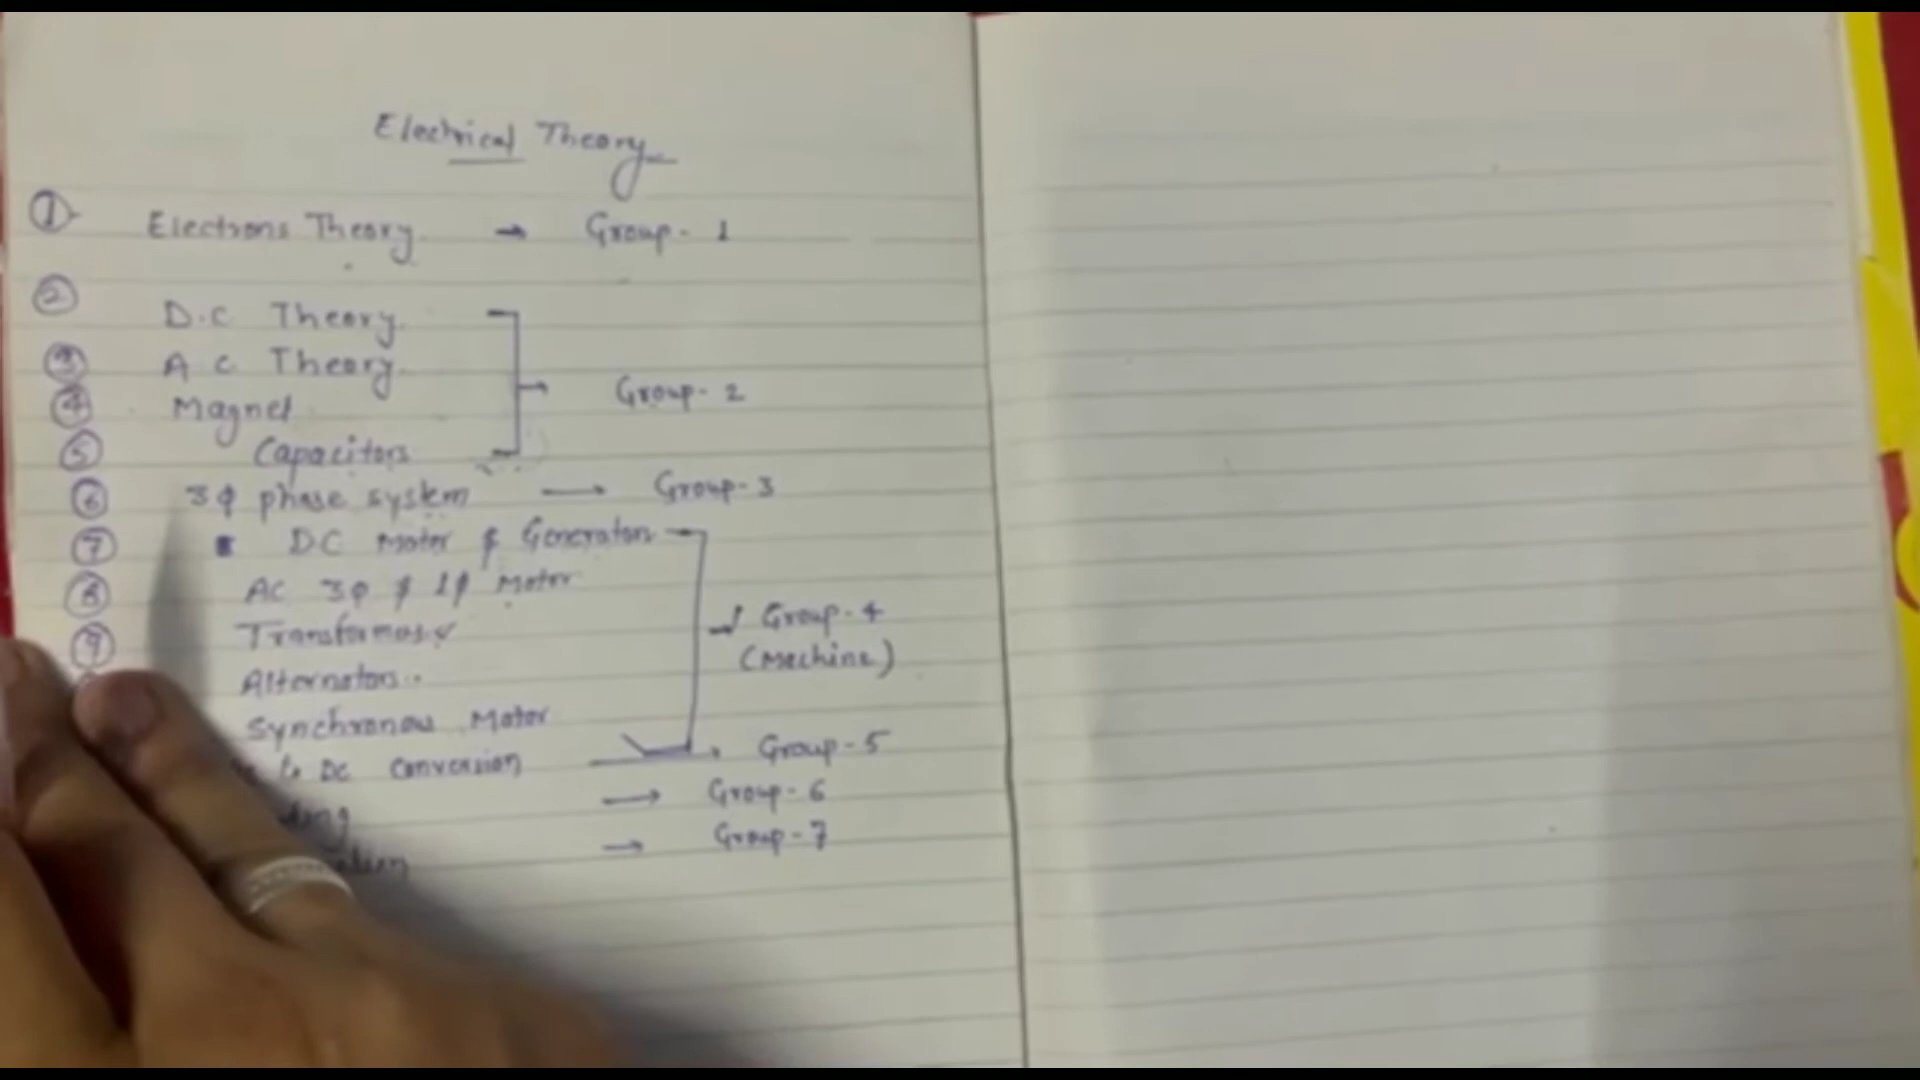 Electrical Theory
① Electrons Theory → Group - 1
② D.C Theory
③ A C Theory
④ Magnet
Group - 2
⑤ Capacitors
⑥ 3φ phase system → Group - 3
⑦ DC Motor & Generators
⑧ AC 3φ & 1φ Motor
Group - 4
⑨ Transformers
(Machine)
Alternators
Synchronous Motor
to DC Conversion → Group - 5
→ Group - 6
→ Group - 7